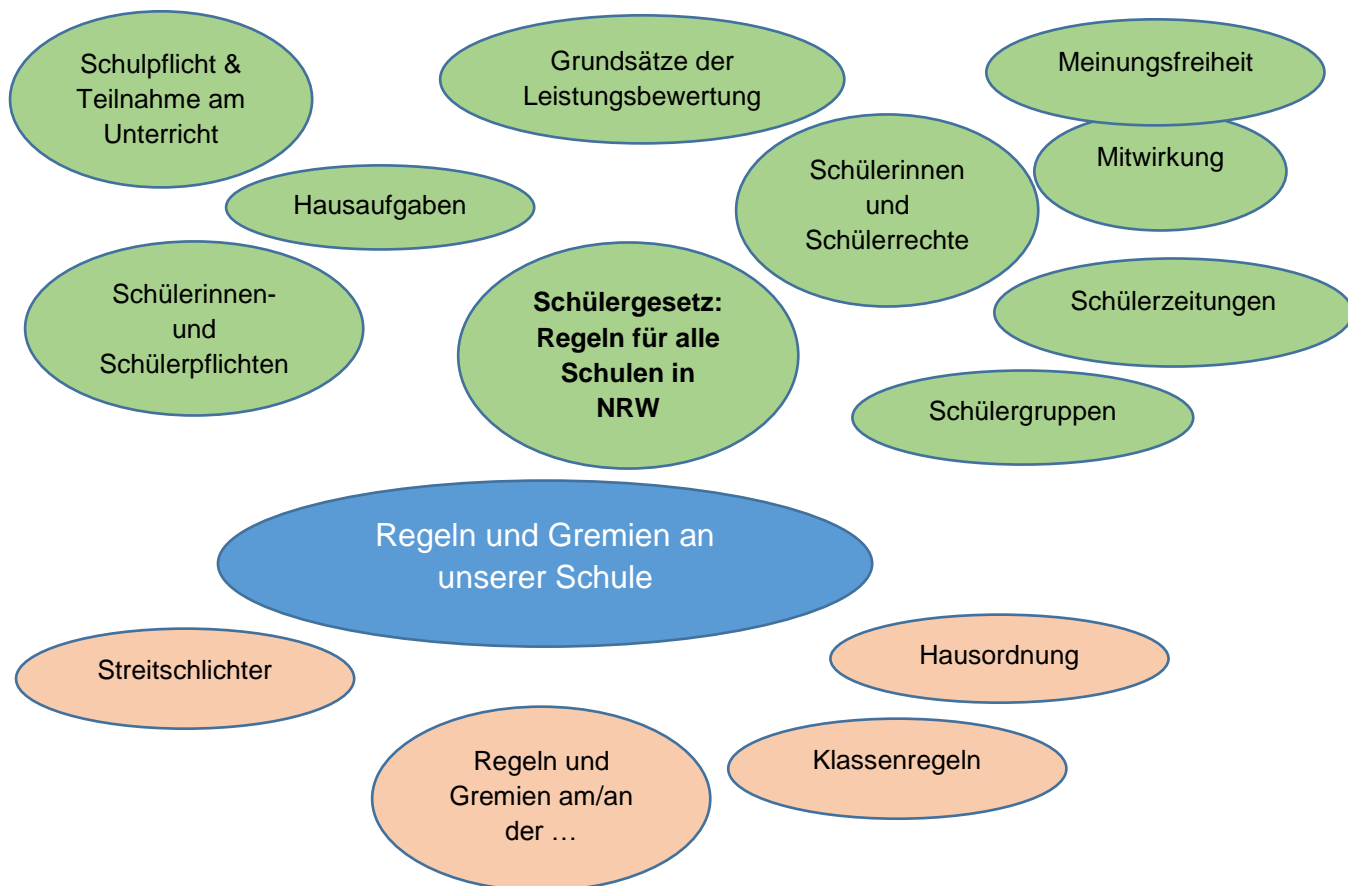 Schulpflicht &
Teilnahme am
Unterricht
Grundsätze der
Leistungsbewertung
Meinungsfreiheit
Mitwirkung
Hausaufgaben
Schülerinnen
und
Schülerrechte
Schülerinnen-
und
Schülerpflichten
Schülergesetz:
Regeln für alle
Schulen in
NRW
Schülerzeitungen
Schülergruppen
Regeln und Gremien an
unserer Schule
Streitschlichter
Hausordnung
Regeln und
Gremien am/an
der …
Klassenregeln